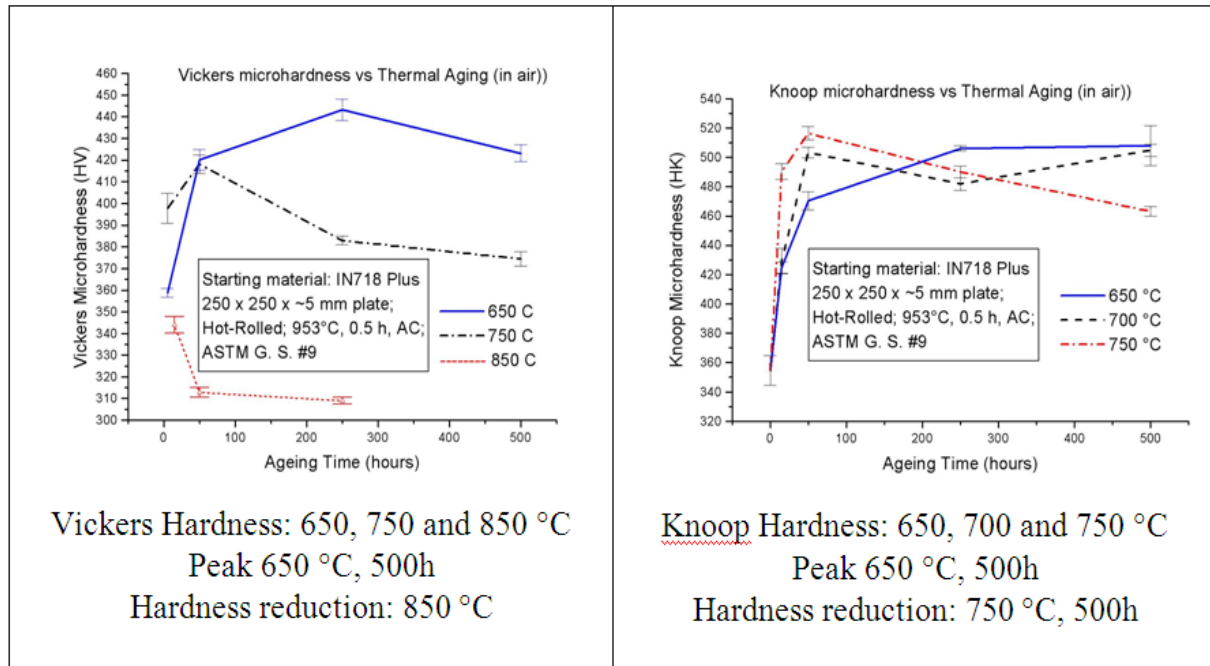 Vickers microhardness vs Thermal Aging (in air))
460
450
440
430
420
410
400
390
380
370
360
350
340
330
320
310
300
Vickers Microhardness (HV)
Starting material: IN718 Plus
250 x 250 x ~5 mm plate;
Hot-Rolled; 953°C, 0.5 h, AC;
ASTM G. S. #9
650 C
750 C
850 C
0 100 200 300 400 500
Ageing Time (hours)
Vickers Hardness: 650, 750 and 850 °C
Peak 650 °C, 500h
Hardness reduction: 850 °C
Knoop microhardness vs Thermal Aging (in air))
540
520
500
480
460
440
420
400
380
360
340
320
Knoop Microhardness (HK)
Starting material: IN718 Plus
250 x 250 x ~5 mm plate;
Hot-Rolled; 953°C, 0.5 h, AC;
ASTM G. S. #9
650 °C
700 °C
750 °C
0 100 200 300 400 500
Ageing Time (hours)
Knoop Hardness: 650, 700 and 750 °C
Peak 650 °C, 500h
Hardness reduction: 750 °C, 500h